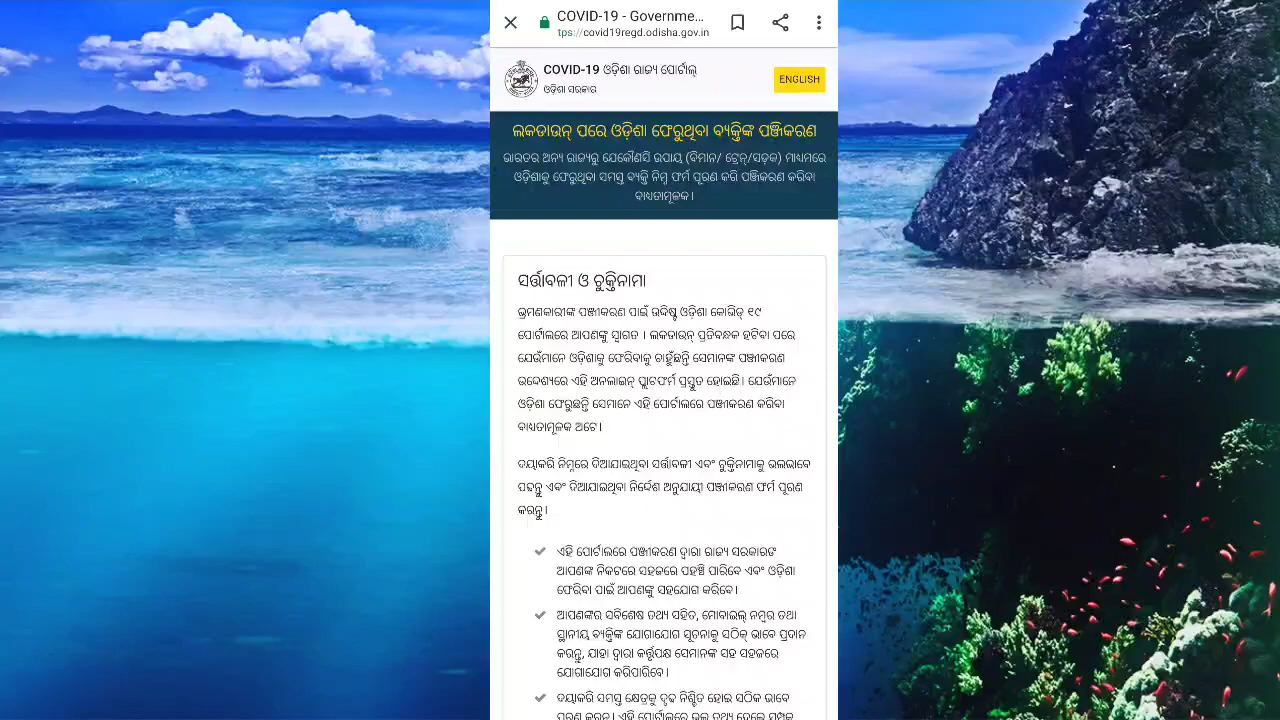 COVID-19 - Governme...
tps://covid19regd.odisha.gov.in
COVID-19 ଓଡ଼ିଶା ରାଜ୍ୟ ପୋର୍ଟାଲ୍
ଓଡ଼ିଶା ସରକାର
ENGLISH
ଲକଡାଉନ୍ ପରେ ଓଡ଼ିଶା ଫେରୁଥିବା ବ୍ୟକ୍ତିଙ୍କ ପଞ୍ଜିକରଣ
ଭାରତର ଅନ୍ୟ ରାଜ୍ୟରୁ ଯେକୌଣସି ଉପାୟ (ବିମାନ/ ଟ୍ରେନ୍/ସଡ଼କ) ମାଧ୍ୟମରେ
ଓଡ଼ିଶାକୁ ଫେରୁଥିବା ସମସ୍ତ ବ୍ୟକ୍ତି ନିମ୍ନ ଫର୍ମ ପୂରଣ କରି ପଞ୍ଜିକରଣ କରିବା
ବାଧ୍ୟତାମୂଳକ।
ସର୍ତ୍ତାବଳୀ ଓ ଚୁକ୍ତିନାମା
ଭ୍ରମଣକାରୀଙ୍କ ପଞ୍ଜୀକରଣ ପାଇଁ ଉଦ୍ଦିଷ୍ଟ ଓଡ଼ିଶା କୋଭିଡ୍ ୧୯
ପୋର୍ଟାଲରେ ଆପଣଙ୍କୁ ସ୍ୱାଗତ । ଲକଡାଉନ୍ ପ୍ରତିବନ୍ଧକ ହଟିବା ପରେ
ଯେଉଁମାନେ ଓଡ଼ିଶାକୁ ଫେରିବାକୁ ଚାହୁଁଛନ୍ତି ସେମାନଙ୍କ ପଞ୍ଜୀକରଣ
ଉଦ୍ଦେଶ୍ୟରେ ଏହି ଅନଲାଇନ୍ ପ୍ଲାଟଫର୍ମ ପ୍ରସ୍ତୁତ ହୋଇଛି। ଯେଉଁମାନେ
ଓଡ଼ିଶା ଫେରୁଛନ୍ତି ସେମାନେ ଏହି ପୋର୍ଟାଲରେ ପଞ୍ଜୀକରଣ କରିବା
ବାଧ୍ୟତାମୂଳକ ଅଟେ।
ଦୟାକରି ନିମ୍ନରେ ଦିଆଯାଇଥିବା ସର୍ତ୍ତାବଳୀ ଏବଂ ଚୁକ୍ତିନାମାକୁ ଭଲଭାବେ
ପଢନ୍ତୁ ଏବଂ ଦିଆଯାଇଥିବା ନିର୍ଦ୍ଦେଶ ଅନୁଯାୟୀ ପଞ୍ଜୀକରଣ ଫର୍ମ ପୂରଣ
କରନ୍ତୁ।
ଏହି ପୋର୍ଟାଲରେ ପଞ୍ଜୀକରଣ ଦ୍ୱାରା ରାଜ୍ୟ ସରକାରଙ୍କ
ଆପଣଙ୍କ ନିକଟରେ ସହଜରେ ପହଞ୍ଚି ପାରିବେ ଏବଂ ଓଡ଼ିଶା
ଫେରିବା ପାଇଁ ଆପଣଙ୍କୁ ସହଯୋଗ କରିବେ।
ଆପଣଙ୍କର ସବିଶେଷ ତଥ୍ୟ ସହିତ, ମୋବାଇଲ୍ ନମ୍ବର ତଥା
ସ୍ଥାନୀୟ ବ୍ୟକ୍ତିଙ୍କ ଯୋଗାଯୋଗ ସୂଚନାକୁ ସଠିକ୍ ଭାବେ ପ୍ରଦାନ
କରନ୍ତୁ, ଯାହା ଦ୍ୱାରା କର୍ତ୍ତୃପକ୍ଷ ସେମାନଙ୍କ ସହ ସହଜରେ
ଯୋଗାଯୋଗ କରିପାରିବେ।
ଦୟାକରି ସମସ୍ତ କ୍ଷେତ୍ରକୁ ଦୃଢ ନିଶ୍ଚିତ ହୋଇ ସଠିକ ଭାବେ
ପୂରଣ କରନ୍ତୁ। ଏହି ପୋର୍ଟାଲରେ ଭୁଲ ତଥ୍ୟ ଦେଲେ